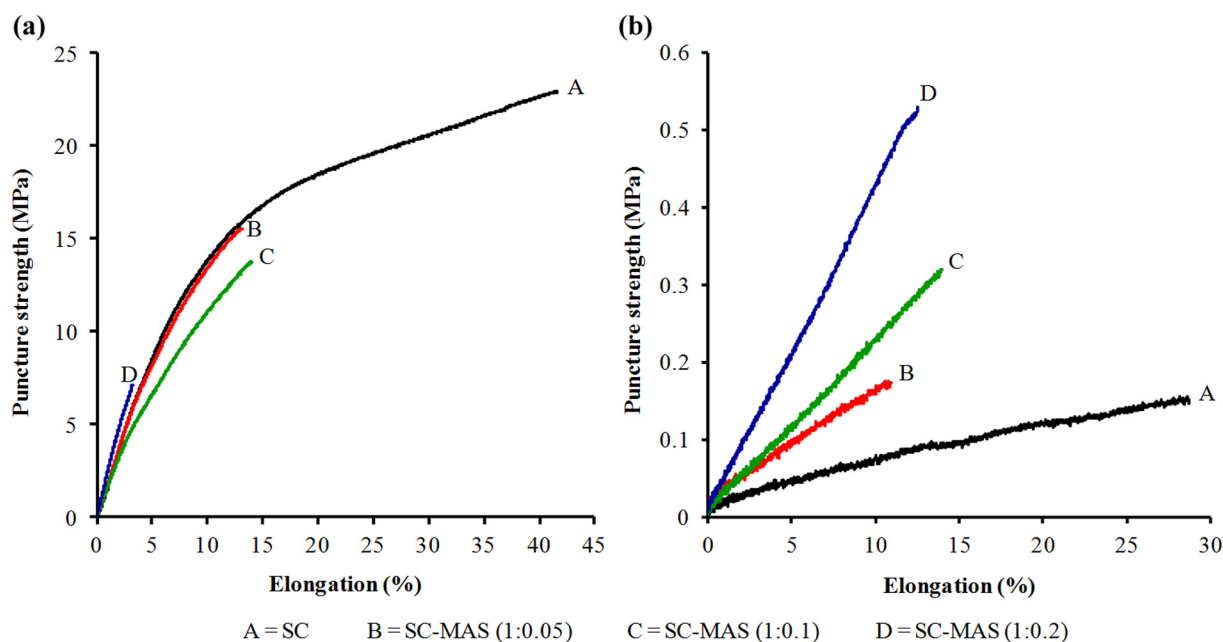 (a)
25
20
15
10
5
0
Puncture strength (MPa)
A
B
C
D
0 5 10 15 20 25 30 35 40 45
Elongation (%)
(b)
0.6
0.5
0.4
0.3
0.2
0.1
0
Puncture strength (MPa)
D
C
B
A
0 5 10 15 20 25 30
Elongation (%)
A = SC B = SC-MAS (1:0.05) C = SC-MAS (1:0.1) D = SC-MAS (1:0.2)